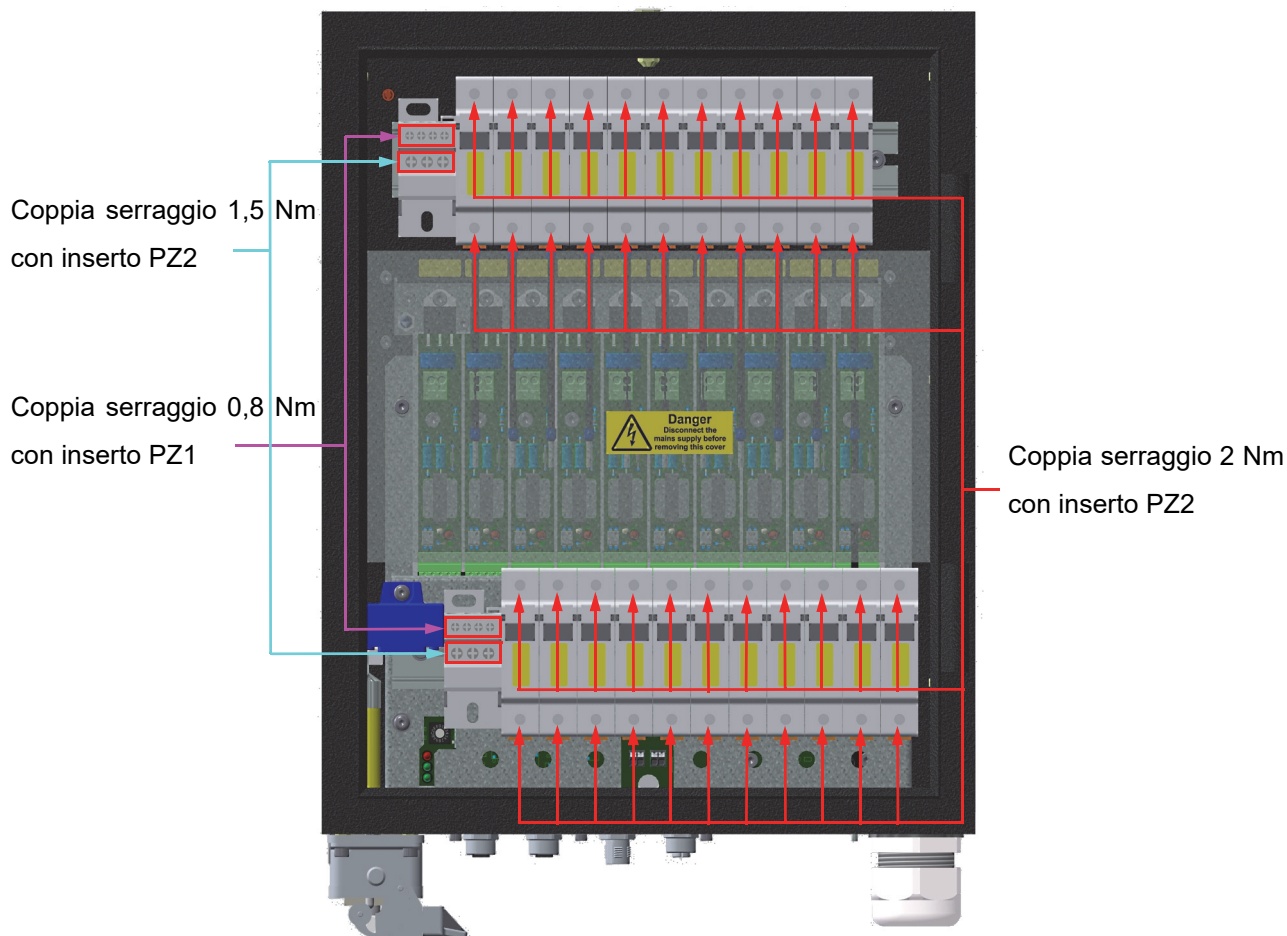 Coppia serraggio 1,5 Nm
con inserto PZ2
Coppia serraggio 0,8 Nm
con inserto PZ1
Danger
Disconnect the
mains supply before
removing this cover
Coppia serraggio 2 Nm
con inserto PZ2